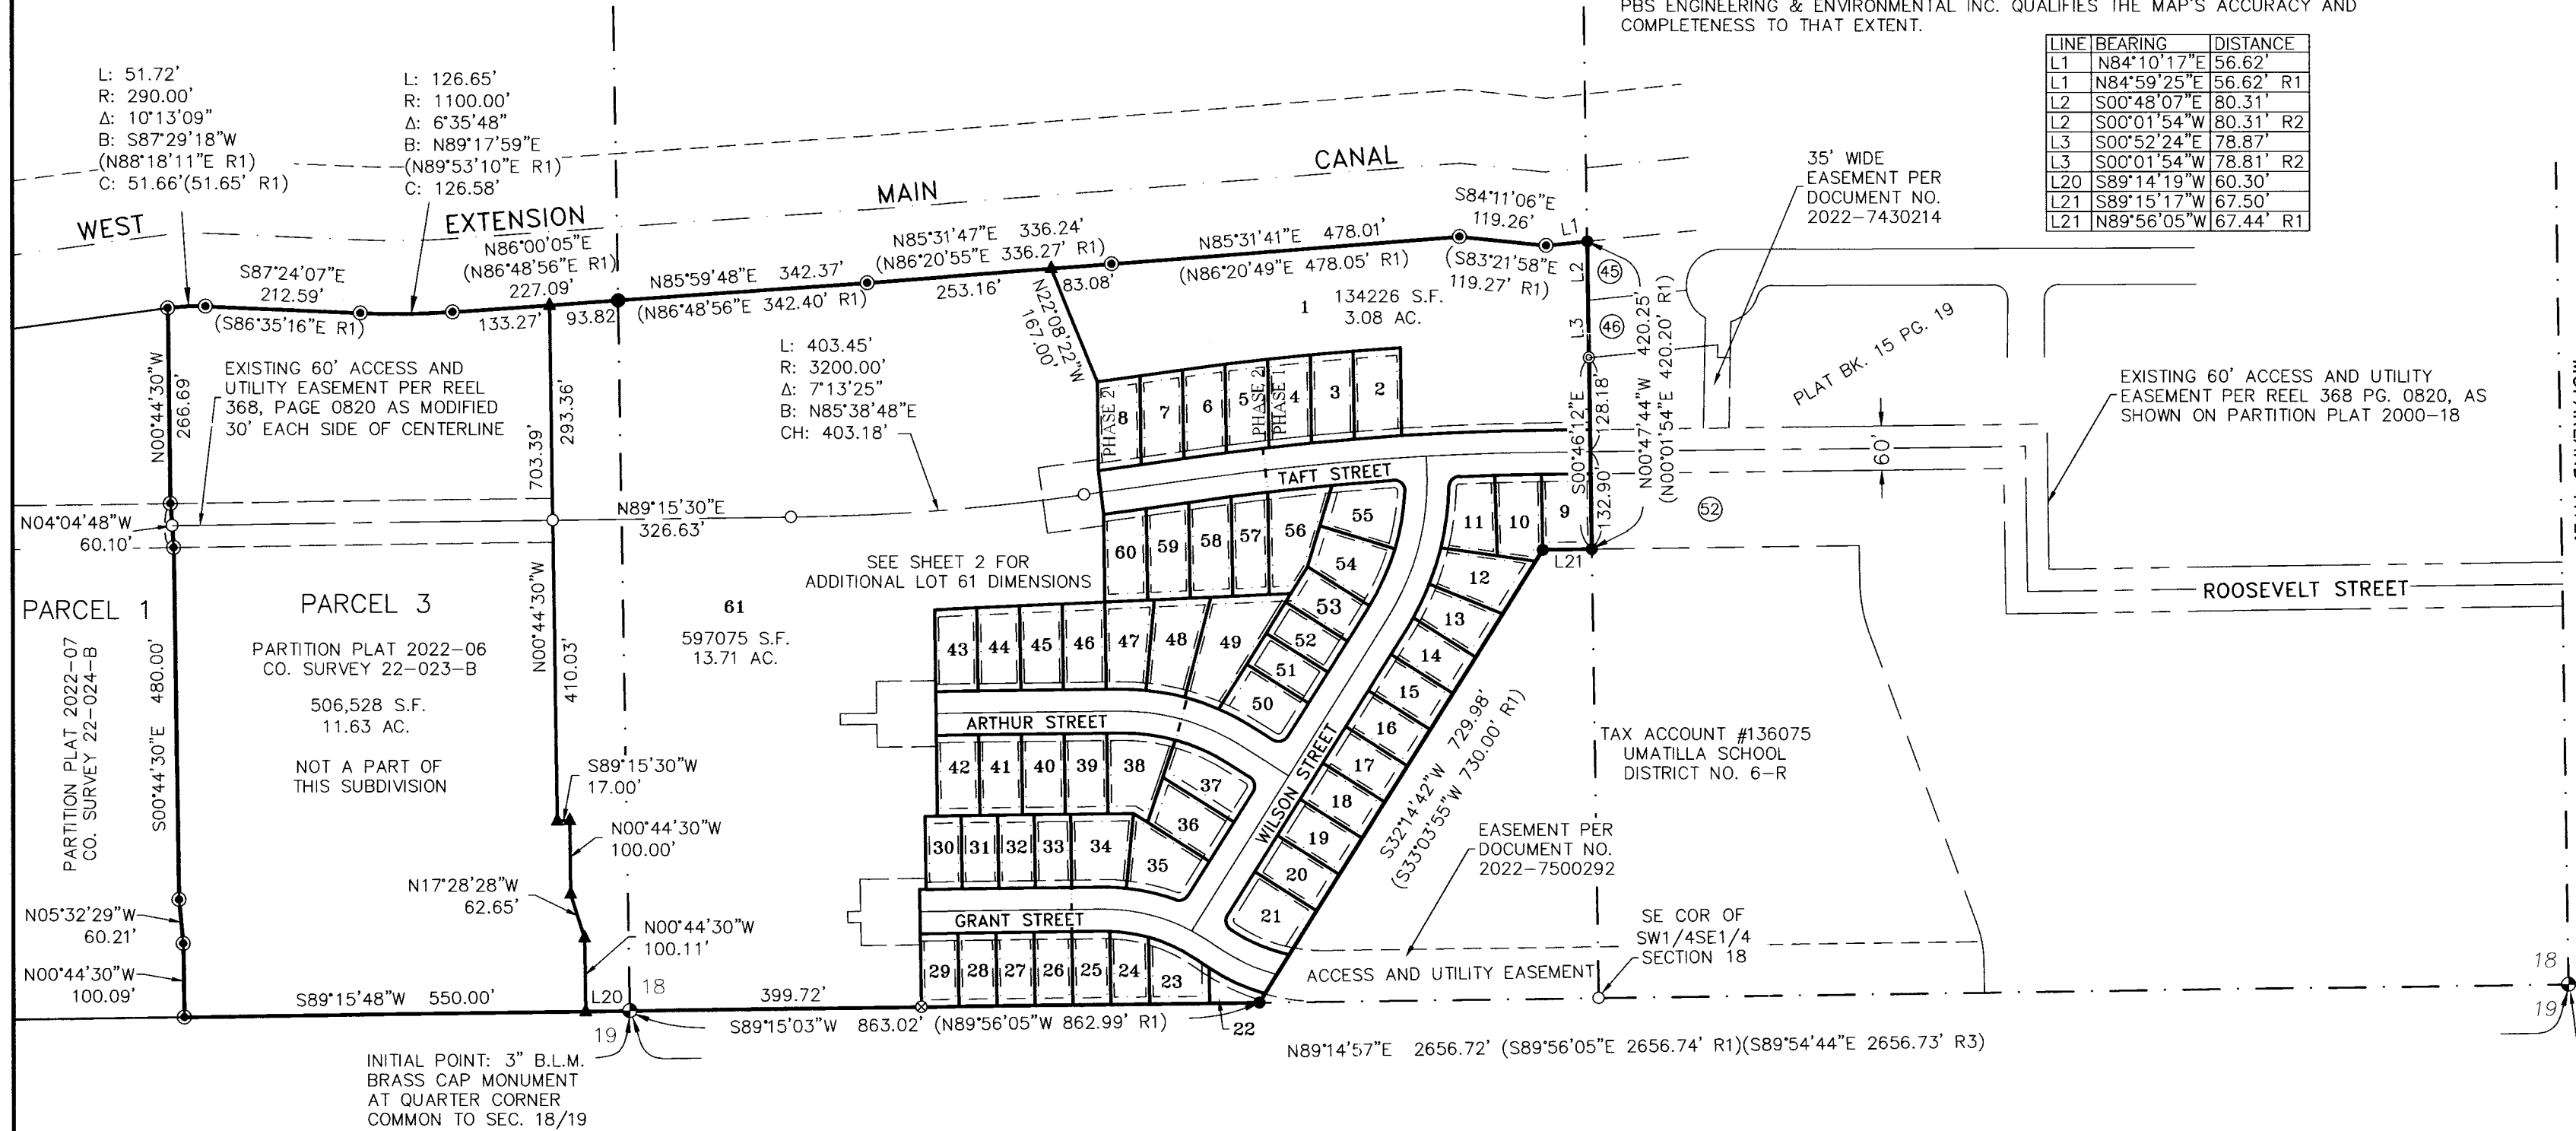 PBS ENGINEERING & ENVIRONMENTAL INC. QUALIFIES THE MAP'S ACCURACY AND
COMPLETENESS TO THAT EXTENT.
LINE BEARING DISTANCE
L1 N84°10'17"E 56.62'
L1 N84°59'25"E 56.62' R1
L2 S00°48'07"E 80.31'
L2 S00°01'54"W 80.31' R2
L3 S00°52'24"E 78.87'
L3 S00°01'54"W 78.81' R2
L20 S89°14'19"W 60.30'
L21 S89°15'17"W 67.50'
L21 N89°56'05"W 67.44' R1
L: 51.72'
R: 290.00'
Δ: 10°13'09"
B: S87°29'18"W
(N88°18'11"E R1)
C: 51.66'(51.65' R1)
L: 126.65'
R: 1100.00'
Δ: 6°35'48"
B: N89°17'59"E
(N89°53'10"E R1)
C: 126.58'
WEST EXTENSION MAIN CANAL
S87°24'07"E
212.59'
(S86°35'16"E R1)
N86°00'05"E
(N86°48'56"E R1)
227.09'
133.27'
93.82'
N85°59'48"E 342.37'
(N86°48'56"E 342.40' R1)
N85°31'47"E 336.24'
(N86°20'55"E 336.27' R1)
253.16'
83.08'
N85°31'41"E 478.01'
(N86°20'49"E 478.05' R1)
S84°11'06"E
119.26'
(S83°21'58"E
119.27' R1)
L1
L2
L3
45
46
52
35' WIDE
EASEMENT PER
DOCUMENT NO.
2022-7430214
PLAT BK. 15 PG. 19
EXISTING 60' ACCESS AND UTILITY
EASEMENT PER REEL 368 PG. 0820, AS
SHOWN ON PARTITION PLAT 2000-18
60'
ROOSEVELT STREET
N22°08'22"W
167.00'
1
134226 S.F.
3.08 AC.
L: 403.45'
R: 3200.00'
Δ: 7°13'25"
B: N85°38'48"E
CH: 403.18'
EXISTING 60' ACCESS AND
UTILITY EASEMENT PER REEL
368, PAGE 0820 AS MODIFIED
30' EACH SIDE OF CENTERLINE
N00°44'30"W
266.69'
N04°04'48"W
60.10'
703.39'
293.36'
N89°15'30"E
326.63'
PHASE 2
8
7
6
5
PHASE 2
PHASE 1
4
3
2
TAFT STREET
S00°46'12"E
128.18'
132.90'
N00°47'44"W 420.25'
(N00°01'54"E 420.20' R1)
11
10
9
L21
60
59
58
57
56
55
54
53
52
51
50
SEE SHEET 2 FOR
ADDITIONAL LOT 61 DIMENSIONS
61
597075 S.F.
13.71 AC.
43
44
45
46
47
48
49
12
13
14
15
16
17
18
19
20
21
ARTHUR STREET
42
41
40
39
38
37
36
35
30
31
32
33
34
WILSON STREET
GRANT STREET
29
28
27
26
25
24
23
22
S32°14'42"W 729.98'
(S33°03'55"W 730.00' R1)
TAX ACCOUNT #136075
UMATILLA SCHOOL
DISTRICT NO. 6-R
EASEMENT PER
DOCUMENT NO.
2022-7500292
SE COR OF
SW1/4SE1/4
SECTION 18
ACCESS AND UTILITY EASEMENT
PARCEL 1
PARTITION PLAT 2022-07
CO. SURVEY 22-024-B
S00°44'30"E 480.00'
PARCEL 3
PARTITION PLAT 2022-06
CO. SURVEY 22-023-B
506,528 S.F.
11.63 AC.
NOT A PART OF
THIS SUBDIVISION
N00°44'30"W
410.03'
S89°15'30"W
17.00'
N00°44'30"W
100.00'
N17°28'28"W
62.65'
N00°44'30"W
100.11'
N05°32'29"W
60.21'
N00°44'30"W
100.09'
S89°15'48"W 550.00'
L20
18
19
399.72'
S89°15'03"W 863.02' (N89°56'05"W 862.99' R1)
N89°14'57"E 2656.72' (S89°56'05"E 2656.74' R1)(S89°54'44"E 2656.73' R3)
18
19
INITIAL POINT: 3" B.L.M.
BRASS CAP MONUMENT
AT QUARTER CORNER
COMMON TO SEC. 18/19